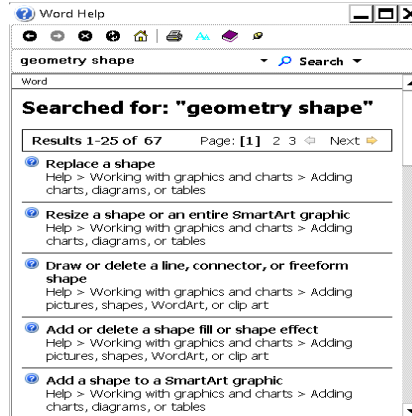 Word Help
geometry shape
Search
Word
Searched for: "geometry shape"
Results 1-25 of 67 Page: [1] 2 3 Next
Replace a shape
Help > Working with graphics and charts > Adding
charts, diagrams, or tables
Resize a shape or an entire SmartArt graphic
Help > Working with graphics and charts > Adding
charts, diagrams, or tables
Draw or delete a line, connector, or freeform
shape
Help > Working with graphics and charts > Adding
pictures, shapes, WordArt, or clip art
Add or delete a shape fill or shape effect
Help > Working with graphics and charts > Adding
pictures, shapes, WordArt, or clip art
Add a shape to a SmartArt graphic
Help > Working with graphics and charts > Adding
charts, diagrams, or tables